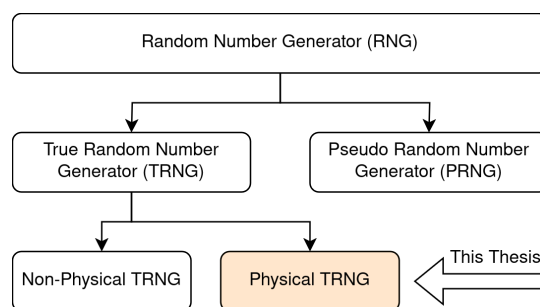 Random Number Generator (RNG)
True Random Number
Generator (TRNG)
Pseudo Random Number
Generator (PRNG)
Non-Physical TRNG
Physical TRNG
This Thesis